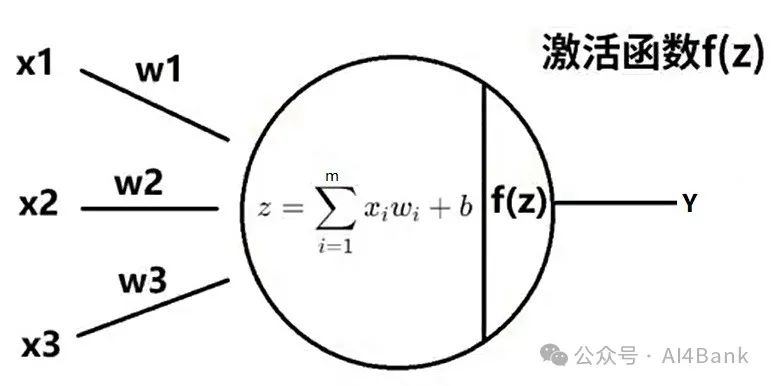 激活函数f(z)
x1
w1
x2
w2
x3
w3
z = \sum_{i=1}^{m} x_i w_i + b
f(z)
Y
公众号 · AI4Bank